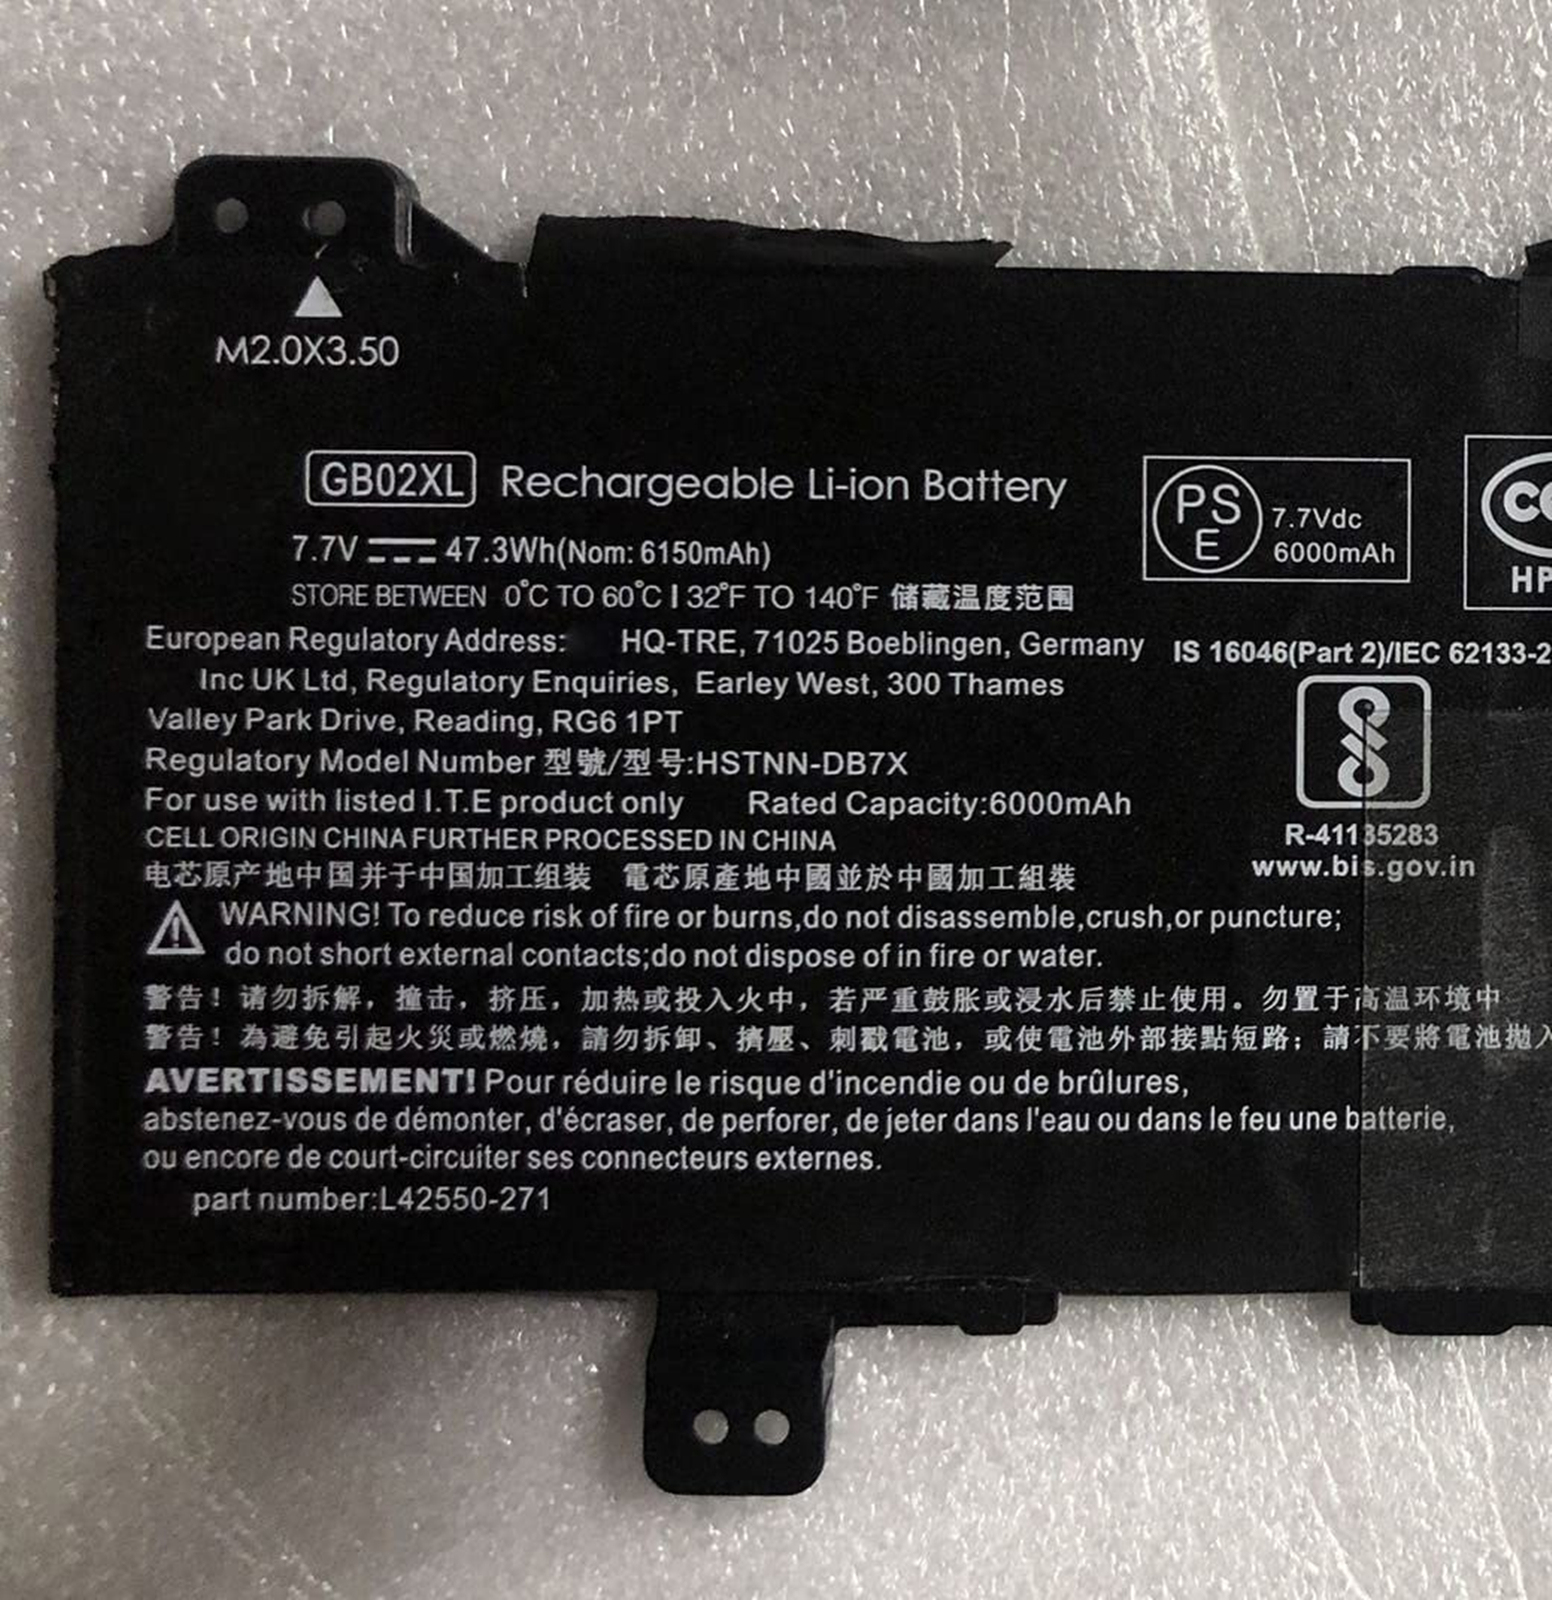 M2.0X3.50
GB02XL Rechargeable Li-ion Battery
7.7V 47.3Wh(Nom: 6150mAh)
STORE BETWEEN 0°C TO 60°C I 32°F TO 140°F 储藏温度范围
PSE 7.7Vdc
6000mAh
HP
European Regulatory Address: HQ-TRE, 71025 Boeblingen, Germany
Inc UK Ltd, Regulatory Enquiries, Earley West, 300 Thames
Valley Park Drive, Reading, RG6 1PT
Regulatory Model Number 型號/型号:HSTNN-DB7X
For use with listed I.T.E product only Rated Capacity:6000mAh
CELL ORIGIN CHINA FURTHER PROCESSED IN CHINA
电芯原产地中国并于中国加工组装 電芯原產地中國並於中國加工組裝
IS 16046(Part 2)/IEC 62133-2
R-41135283
www.bis.gov.in
WARNING! To reduce risk of fire or burns,do not disassemble,crush,or puncture;
do not short external contacts;do not dispose of in fire or water.
警告！请勿拆解，撞击，挤压，加热或投入火中，若严重鼓胀或浸水后禁止使用。勿置于高温环境中
警告！為避免引起火災或燃燒，請勿拆卸、擠壓、刺戳電池，或使電池外部接點短路；請不要將電池拋入
AVERTISSEMENT! Pour réduire le risque d'incendie ou de brûlures,
abstenez-vous de démonter, d'écraser, de perforer, de jeter dans l'eau ou dans le feu une batterie,
ou encore de court-circuiter ses connecteurs externes.
part number:L42550-271